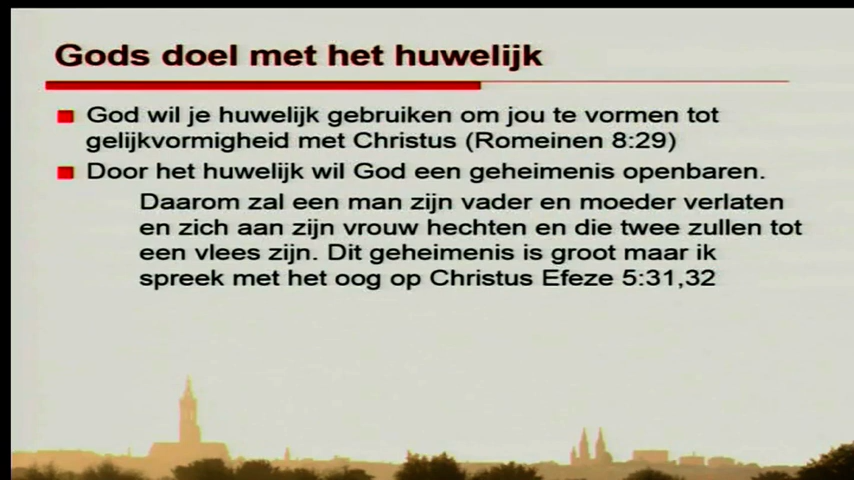 Gods doel met het huwelijk
God wil je huwelijk gebruiken om jou te vormen tot
gelijkvormigheid met Christus (Romeinen 8:29)
Door het huwelijk wil God een geheimenis openbaren.
Daarom zal een man zijn vader en moeder verlaten
en zich aan zijn vrouw hechten en die twee zullen tot
een vlees zijn. Dit geheimenis is groot maar ik
spreek met het oog op Christus Efeze 5:31,32